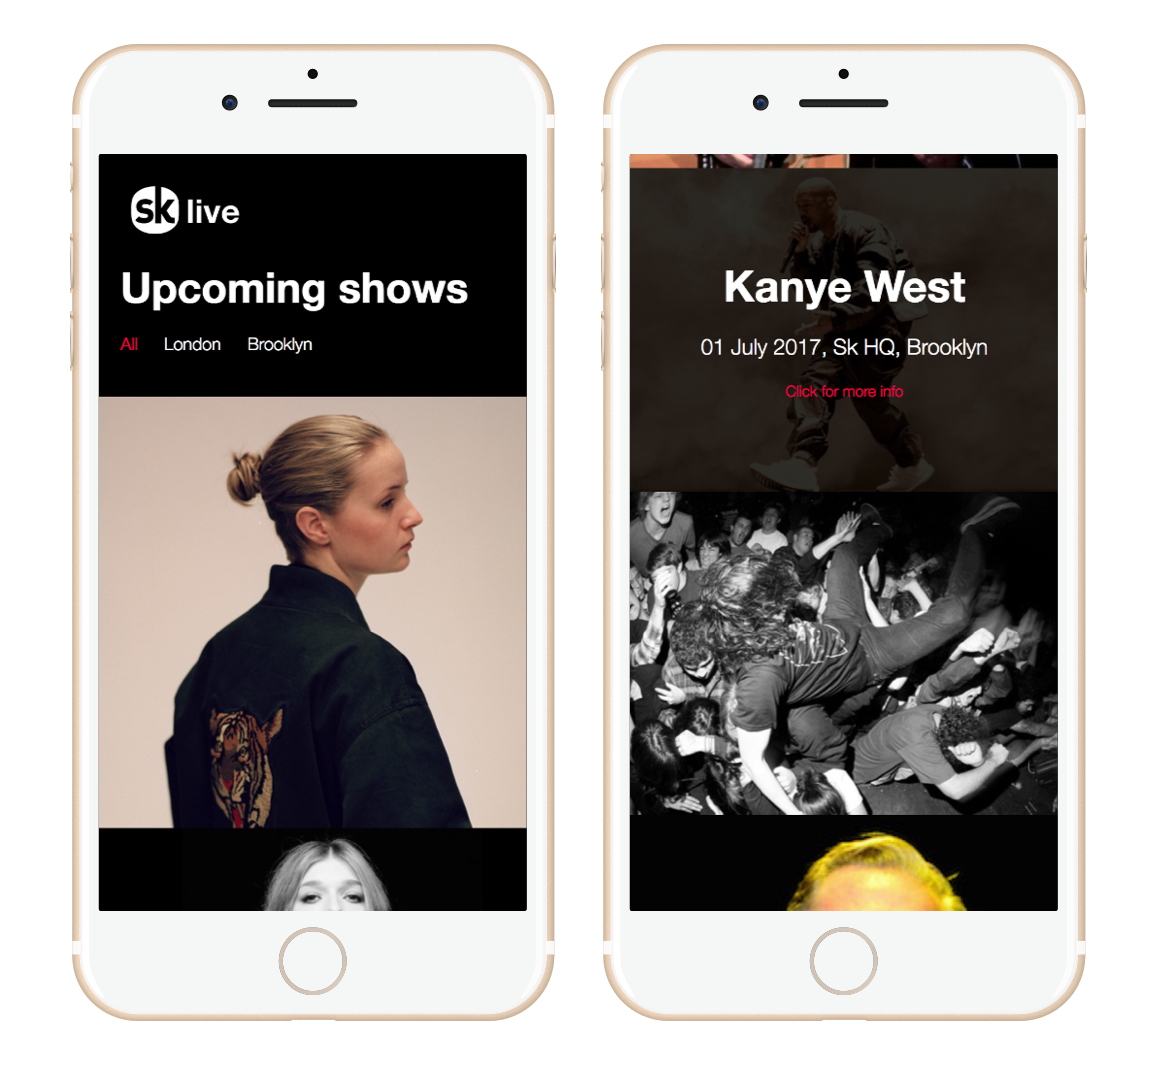 sk live
Upcoming shows
All London Brooklyn
Kanye West
01 July 2017, Sk HQ, Brooklyn
Click for more info